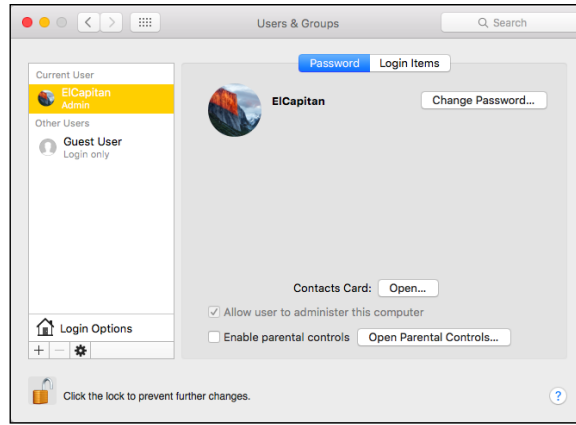 Users & Groups
Search
Password
Login Items
Current User
ElCapitan
Admin
Other Users
Guest User
Login only
ElCapitan
Change Password...
Contacts Card:
Open...
Allow user to administer this computer
Enable parental controls
Open Parental Controls...
Login Options
+ −
Click the lock to prevent further changes.
?